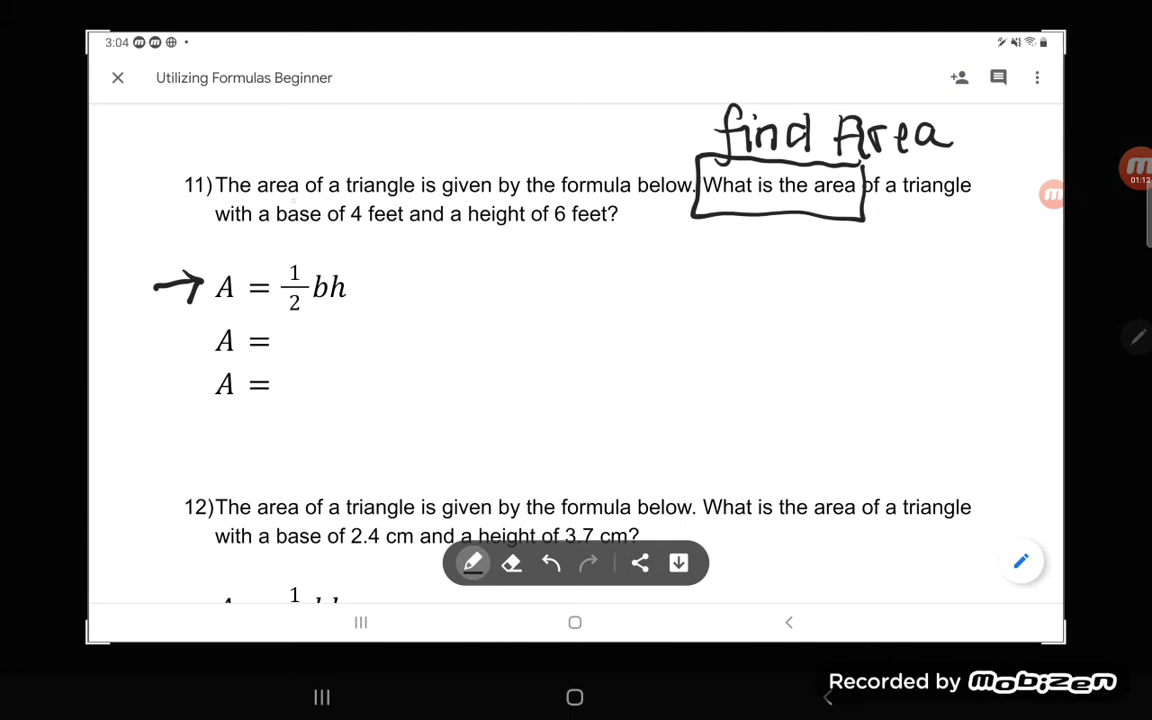 3:04
Utilizing Formulas Beginner
find Area
11) The area of a triangle is given by the formula below. What is the area of a triangle
with a base of 4 feet and a height of 6 feet?
A = 1/2 bh
A =
A =
12) The area of a triangle is given by the formula below. What is the area of a triangle
with a base of 2.4 cm and a height of 3.7 cm?
01:12
Recorded by mobizen